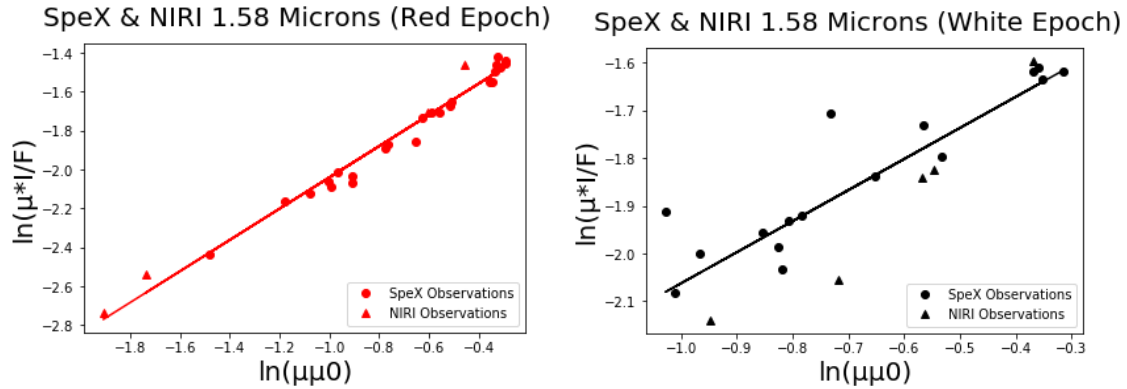 SpeX & NIRI 1.58 Microns (Red Epoch)
ln(μ*I/F)
−1.4
−1.6
−1.8
−2.0
−2.2
−2.4
−2.6
−2.8
SpeX Observations
NIRI Observations
−1.8 −1.6 −1.4 −1.2 −1.0 −0.8 −0.6 −0.4
ln(μμ0)
SpeX & NIRI 1.58 Microns (White Epoch)
ln(μ*I/F)
−1.6
−1.7
−1.8
−1.9
−2.0
−2.1
SpeX Observations
NIRI Observations
−1.0 −0.9 −0.8 −0.7 −0.6 −0.5 −0.4 −0.3
ln(μμ0)